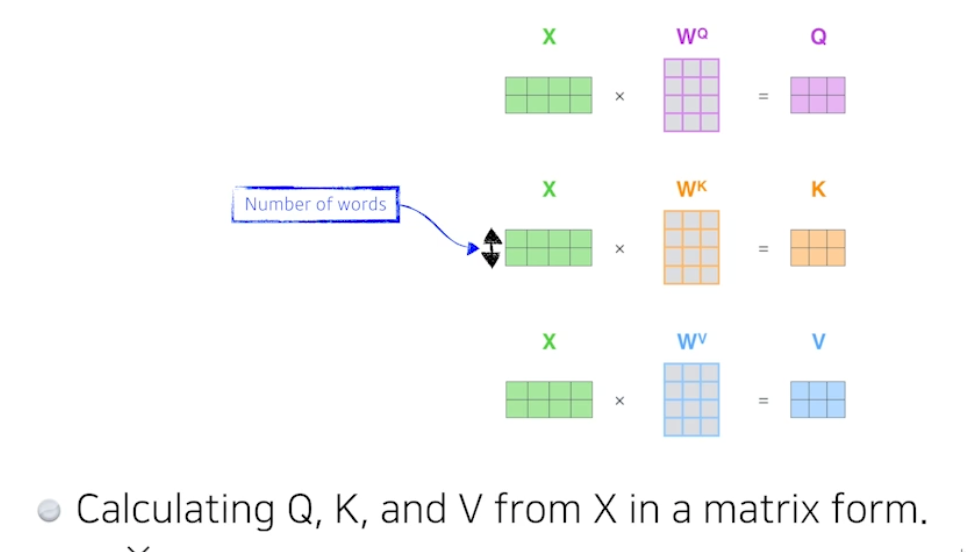 X × W^Q = Q
Number of words
X × W^K = K
X × W^V = V
Calculating Q, K, and V from X in a matrix form.